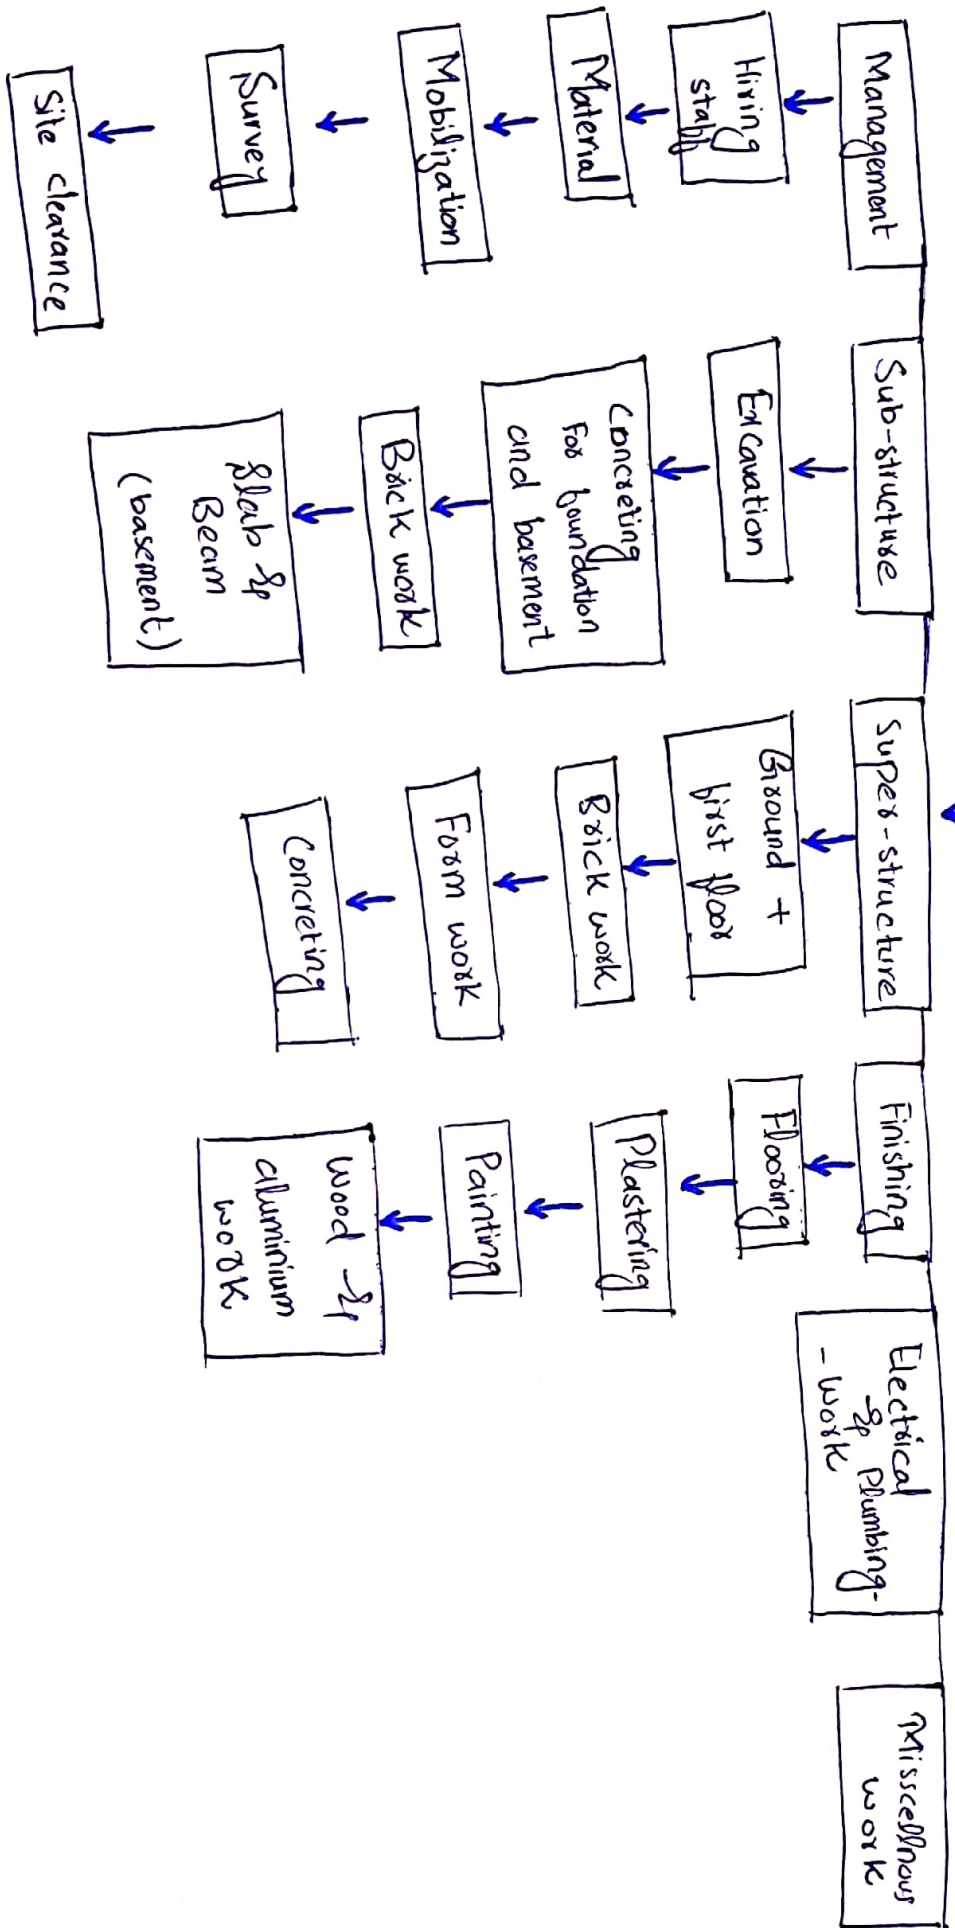 Management
Hiring
staff
Material
Mobilization
Survey
Site clearance
Sub-structure
Excavation
Concreting
For foundation
and basement
Brick work
Slab &
Beam
(basement)
Super-structure
Ground +
first floor
Brick work
Form work
Concreting
Finishing
Flooring
Plastering
Painting
Wood &
aluminium
work
Electrical
& Plumbing-
-work
Misscellnous
work